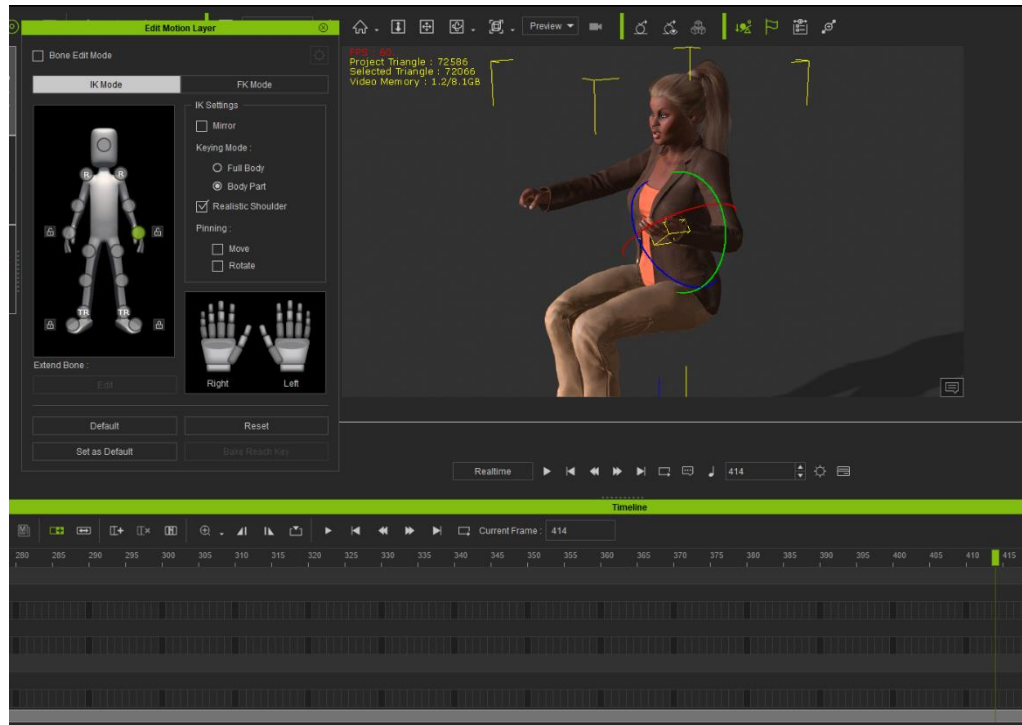 Edit Motion Layer
Preview
Bone Edit Mode
FPS : 60
Project Triangle : 72586
Selected Triangle : 72066
Video Memory : 1.2/8.1GB
IK Mode
FK Mode
IK Settings
Mirror
Keying Mode :
Full Body
Body Part
Realistic Shoulder
Pinning :
Move
Rotate
R
R
TR
TR
Extend Bone :
Edit
Right
Left
Default
Reset
Set as Default
Bake Reach Key
Realtime
414
Timeline
Current Frame : 414
280 285 290 295 300 305 310 315 320 325 330 335 340 345 350 355 360 365 370 375 380 385 390 395 400 405 410 415